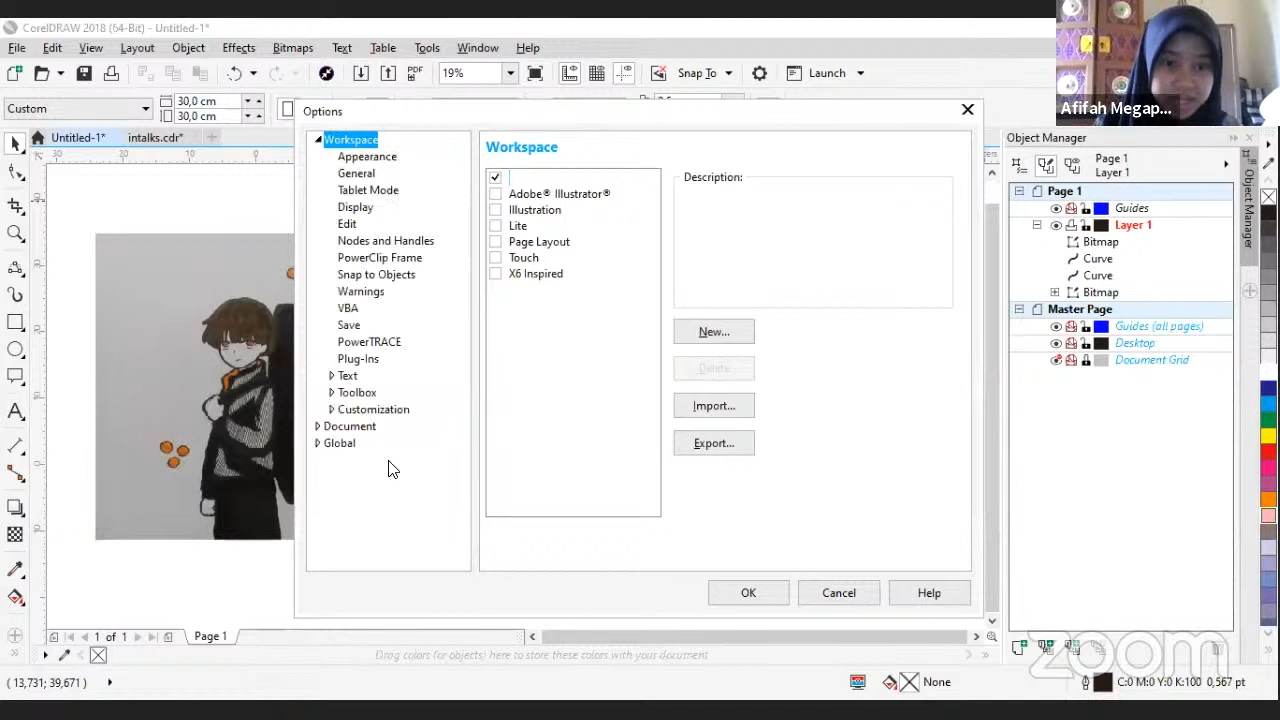 CorelDRAW 2018 (64-Bit) - Untitled-1*
File Edit View Layout Object Effects Bitmaps Text Table Tools Window Help
PDF 19% Snap To Launch
Custom 30,0 cm
30,0 cm
Untitled-1* intalks.cdr*
Options
Workspace
Appearance
General
Tablet Mode
Display
Edit
Nodes and Handles
PowerClip Frame
Snap to Objects
Warnings
VBA
Save
PowerTRACE
Plug-Ins
Text
Toolbox
Customization
Document
Global
Workspace
Adobe® Illustrator®
Illustration
Lite
Page Layout
Touch
X6 Inspired
Description:
New...
Delete
Import...
Export...
OK Cancel Help
Afifah Megap...
Object Manager
Page 1
Layer 1
Page 1
Guides
Layer 1
Bitmap
Curve
Curve
Bitmap
Master Page
Guides (all pages)
Desktop
Document Grid
Object Manager
1 of 1 Page 1
Drag colors (or objects) here to store these colors with your document
zoom
( 13,731; 39,671 ) None C:0 M:0 Y:0 K:100 0,567 pt